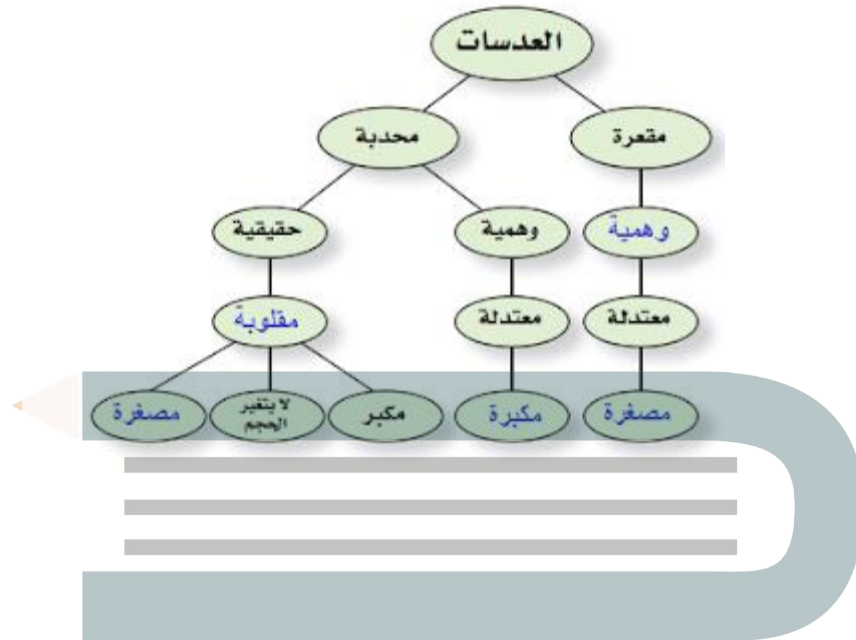 العدسات
مقعرة
محدبة
وهمية
وهمية
حقيقية
معتدلة
معتدلة
مقلوبة
مصغرة
مكبرة
مكبر
لا يتغير
الحجم
مصغرة